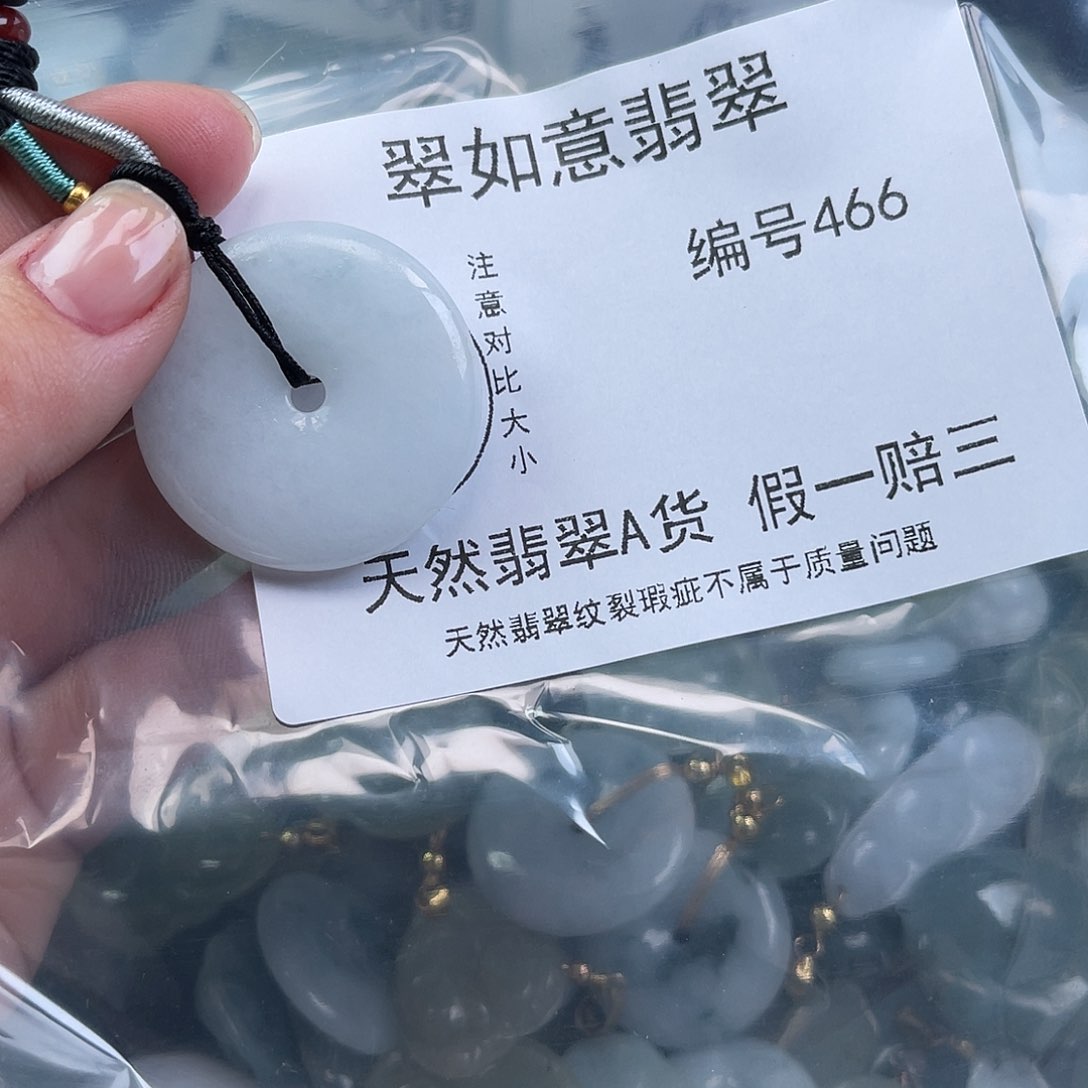 翠如意翡翠
编号466
注意对比大小
天然翡翠A货 假一赔三
天然翡翠纹裂瑕疵不属于质量问题